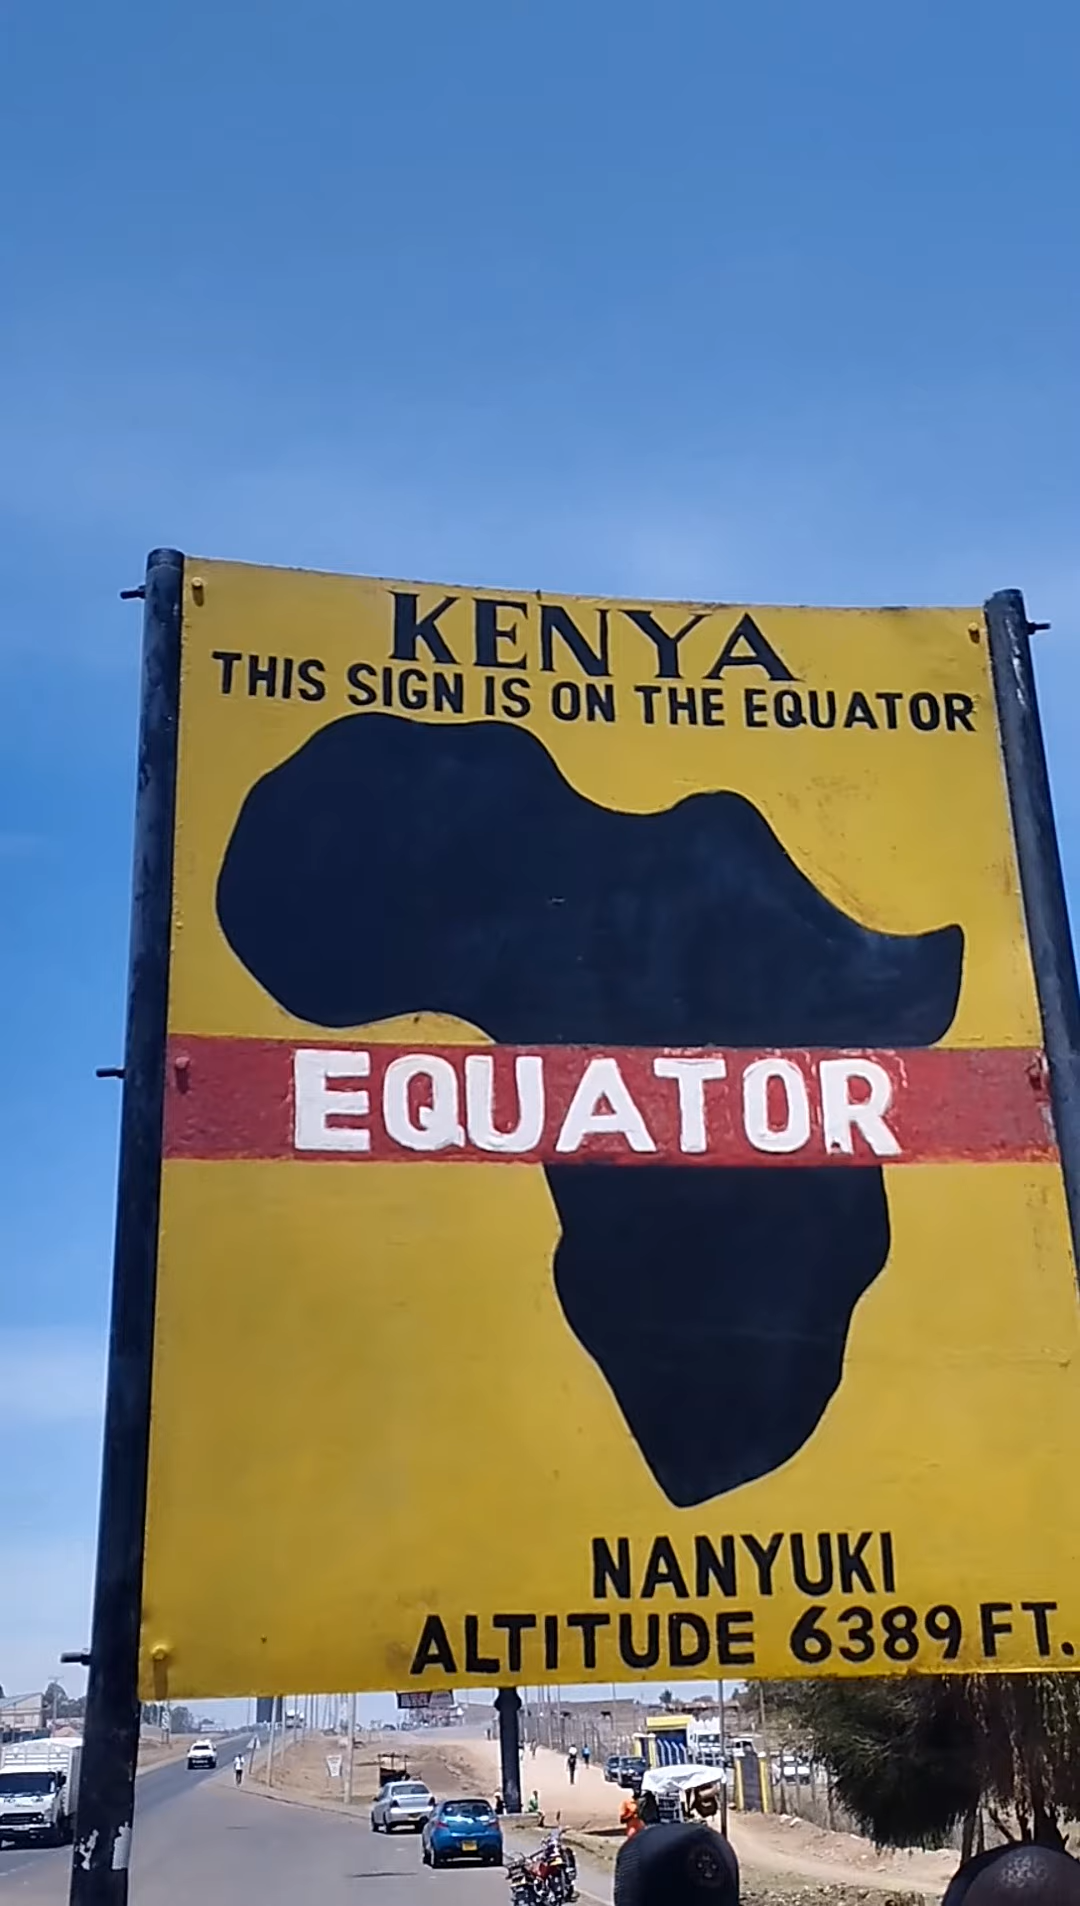 KENYA
THIS SIGN IS ON THE EQUATOR
EQUATOR
NANYUKI
ALTITUDE 6389 FT.